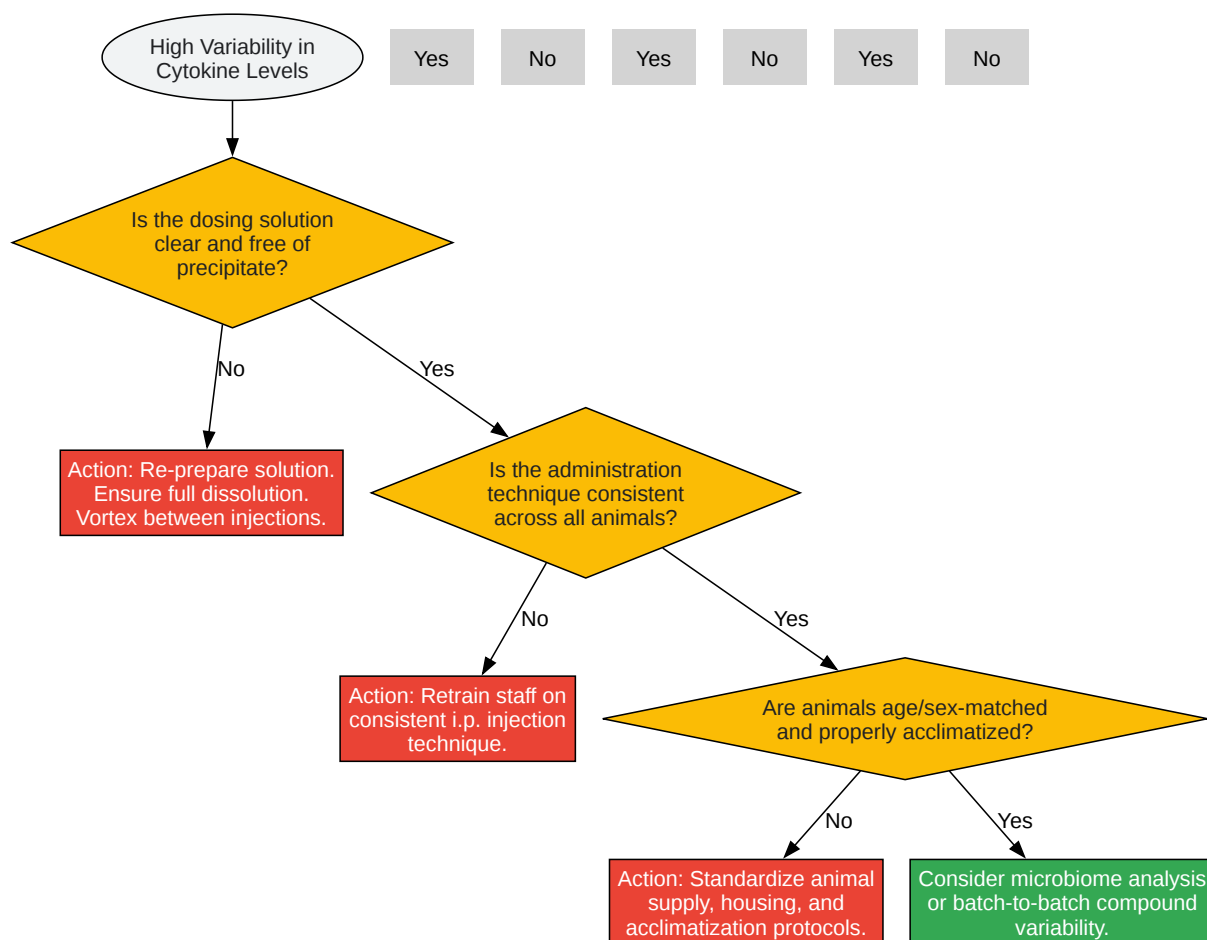 High Variability in
Cytokine Levels
Yes
No
Yes
No
Yes
No
Is the dosing solution
clear and free of
precipitate?
No
Yes
Action: Re-prepare solution.
Ensure full dissolution.
Vortex between injections.
Is the administration
technique consistent
across all animals?
No
Yes
Action: Retrain staff on
consistent i.p. injection
technique.
Are animals age/sex-matched
and properly acclimatized?
No
Yes
Action: Standardize animal
supply, housing, and
acclimatization protocols.
Consider microbiome analysis
or batch-to-batch compound
variability.